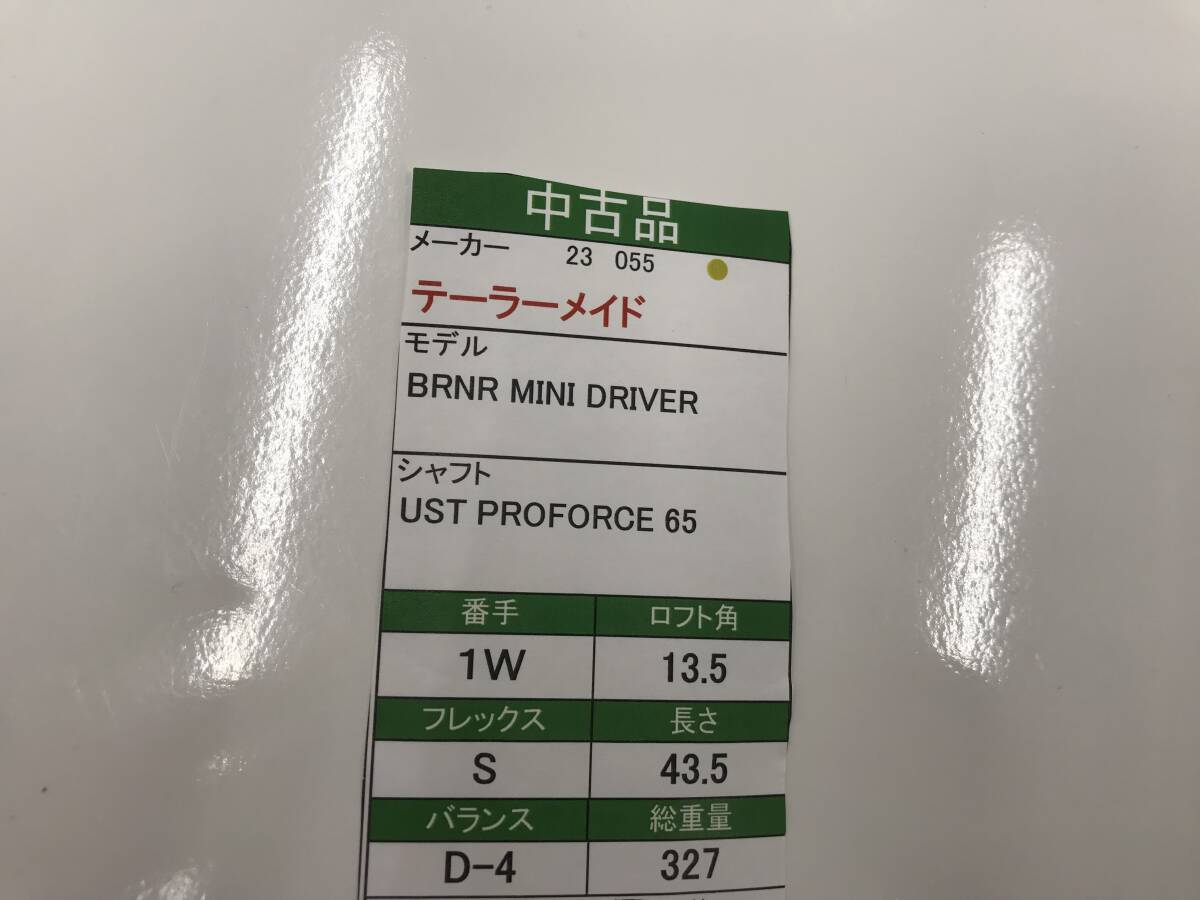 中古品
メーカー 23 055
テーラーメイド
モデル
BRNR MINI DRIVER
シャフト
UST PROFORCE 65
番手 ロフト角
1W 13.5
フレックス 長さ
S 43.5
バランス 総重量
D-4 327